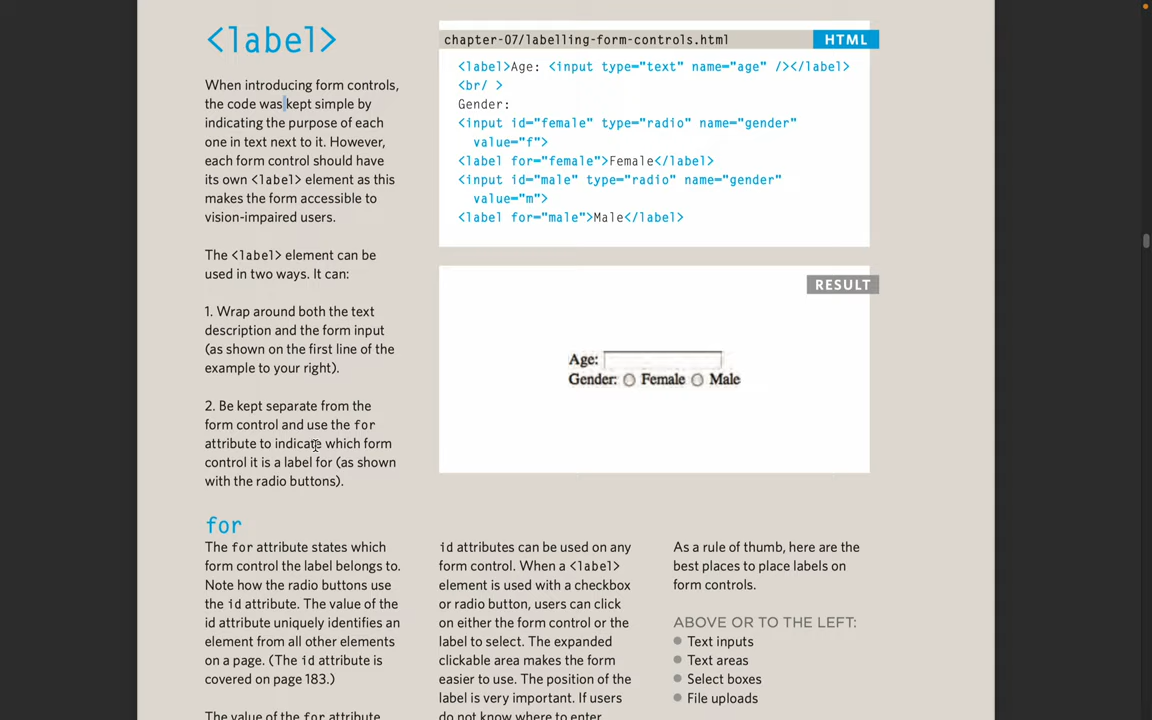 <label>
When introducing form controls,
the code was kept simple by
indicating the purpose of each
one in text next to it. However,
each form control should have
its own <label> element as this
makes the form accessible to
vision-impaired users.
The <label> element can be
used in two ways. It can:
1. Wrap around both the text
description and the form input
(as shown on the first line of the
example to your right).
2. Be kept separate from the
form control and use the for
attribute to indicate which form
control it is a label for (as shown
with the radio buttons).
chapter-07/labelling-form-controls.html
HTML
<label>Age: <input type="text" name="age" /></label>
<br/ >
Gender:
<input id="female" type="radio" name="gender"
value="f">
<label for="female">Female</label>
<input id="male" type="radio" name="gender"
value="m">
<label for="male">Male</label>
RESULT
Age:
Gender: Female Male
for
The for attribute states which
form control the label belongs to.
Note how the radio buttons use
the id attribute. The value of the
id attribute uniquely identifies an
element from all other elements
on a page. (The id attribute is
covered on page 183.)
The value of the for attribute
id attributes can be used on any
form control. When a <label>
element is used with a checkbox
or radio button, users can click
on either the form control or the
label to select. The expanded
clickable area makes the form
easier to use. The position of the
label is very important. If users
do not know where to enter
As a rule of thumb, here are the
best places to place labels on
form controls.
ABOVE OR TO THE LEFT:
Text inputs
Text areas
Select boxes
File uploads